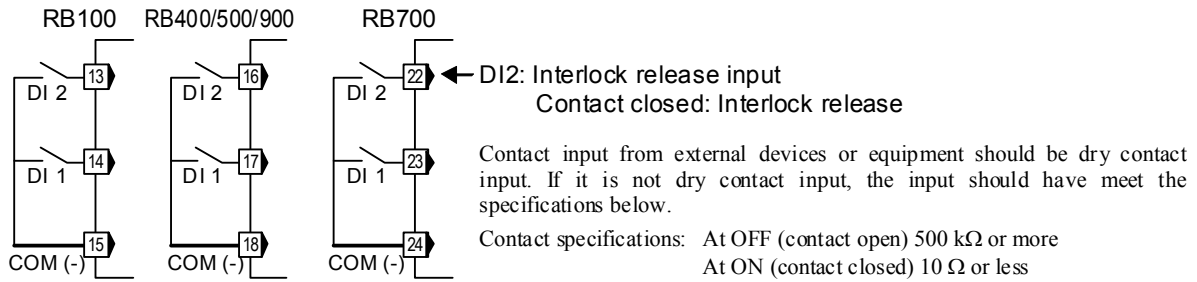 RB100 RB400/500/900 RB700
13 16 22 DI2: Interlock release input
DI 2 DI 2 DI 2 Contact closed: Interlock release
14 17 23 Contact input from external devices or equipment should be dry contact
DI 1 DI 1 DI 1 input. If it is not dry contact input, the input should have meet the
specifications below.
15 18 24 Contact specifications: At OFF (contact open) 500 kΩ or more
COM (-) COM (-) COM (-) At ON (contact closed) 10 Ω or less